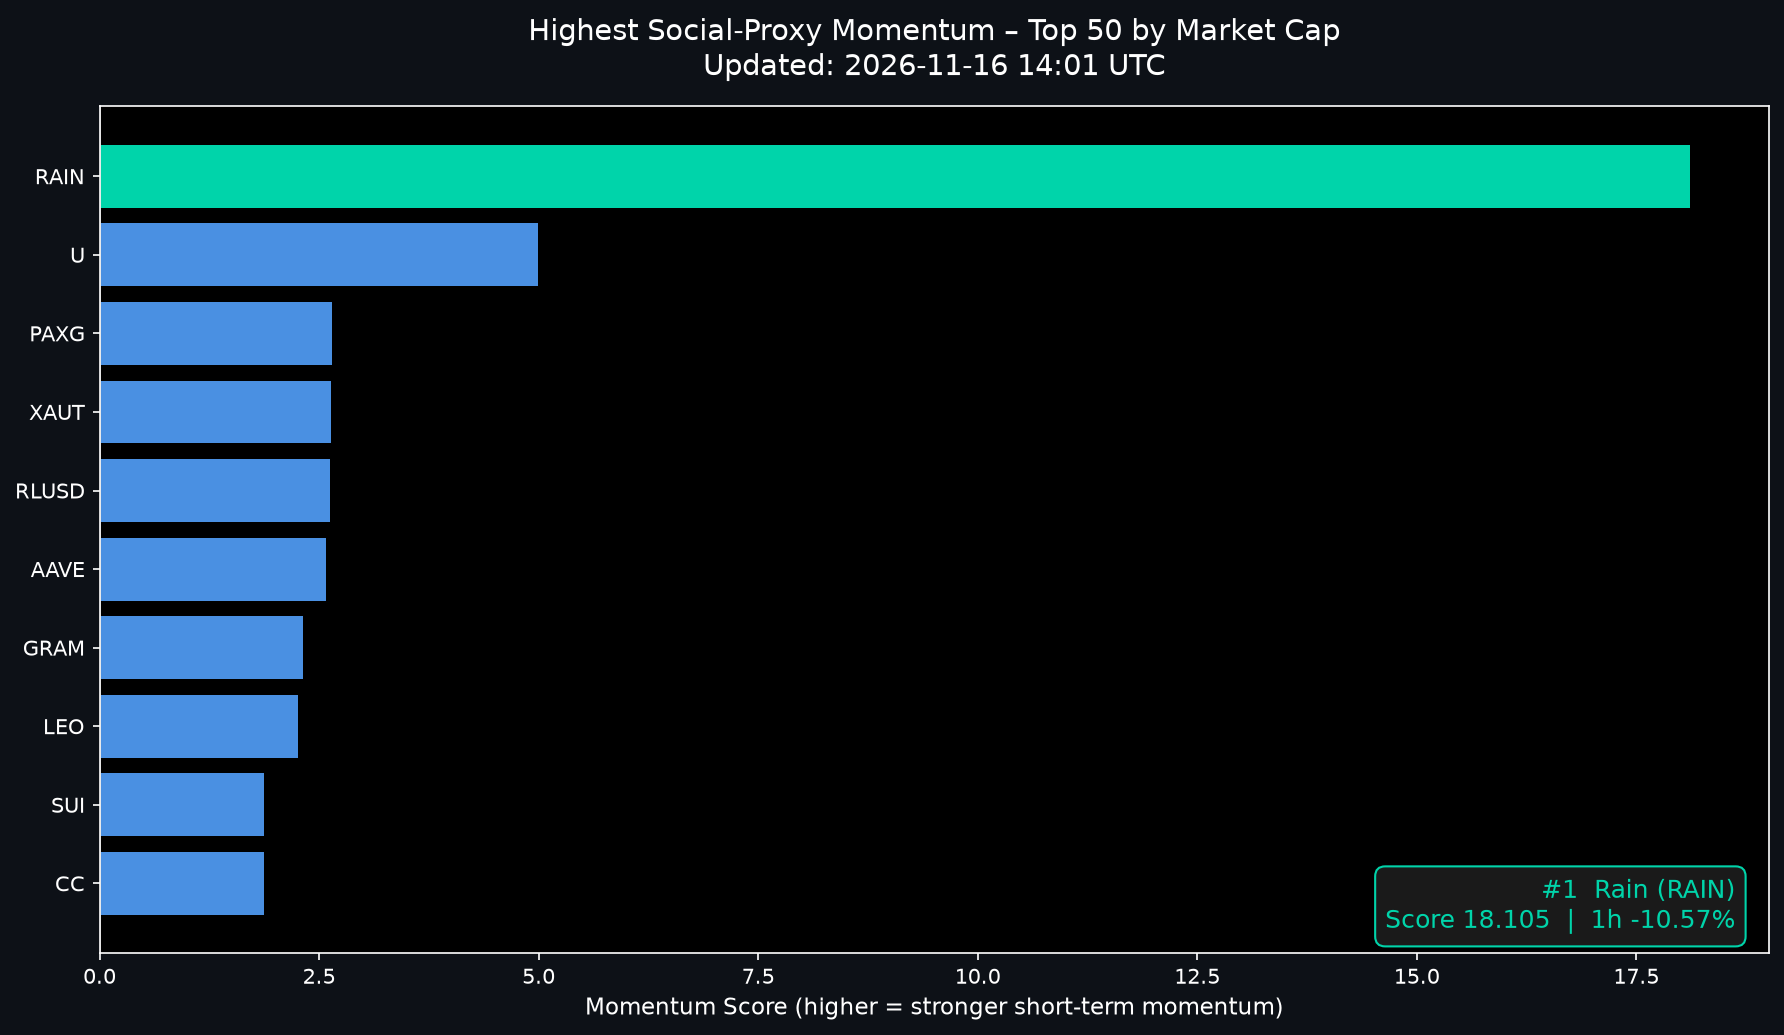 Highest Social-Proxy Momentum – Top 50 by Market Cap
Updated: 2026-11-16 14:01 UTC
RAIN
U
PAXG
XAUT
RLUSD
AAVE
GRAM
LEO
SUI
CC
#1  Rain (RAIN)
Score 18.105  |  1h -10.57%
0.0
2.5
5.0
7.5
10.0
12.5
15.0
17.5
Momentum Score (higher = stronger short-term momentum)